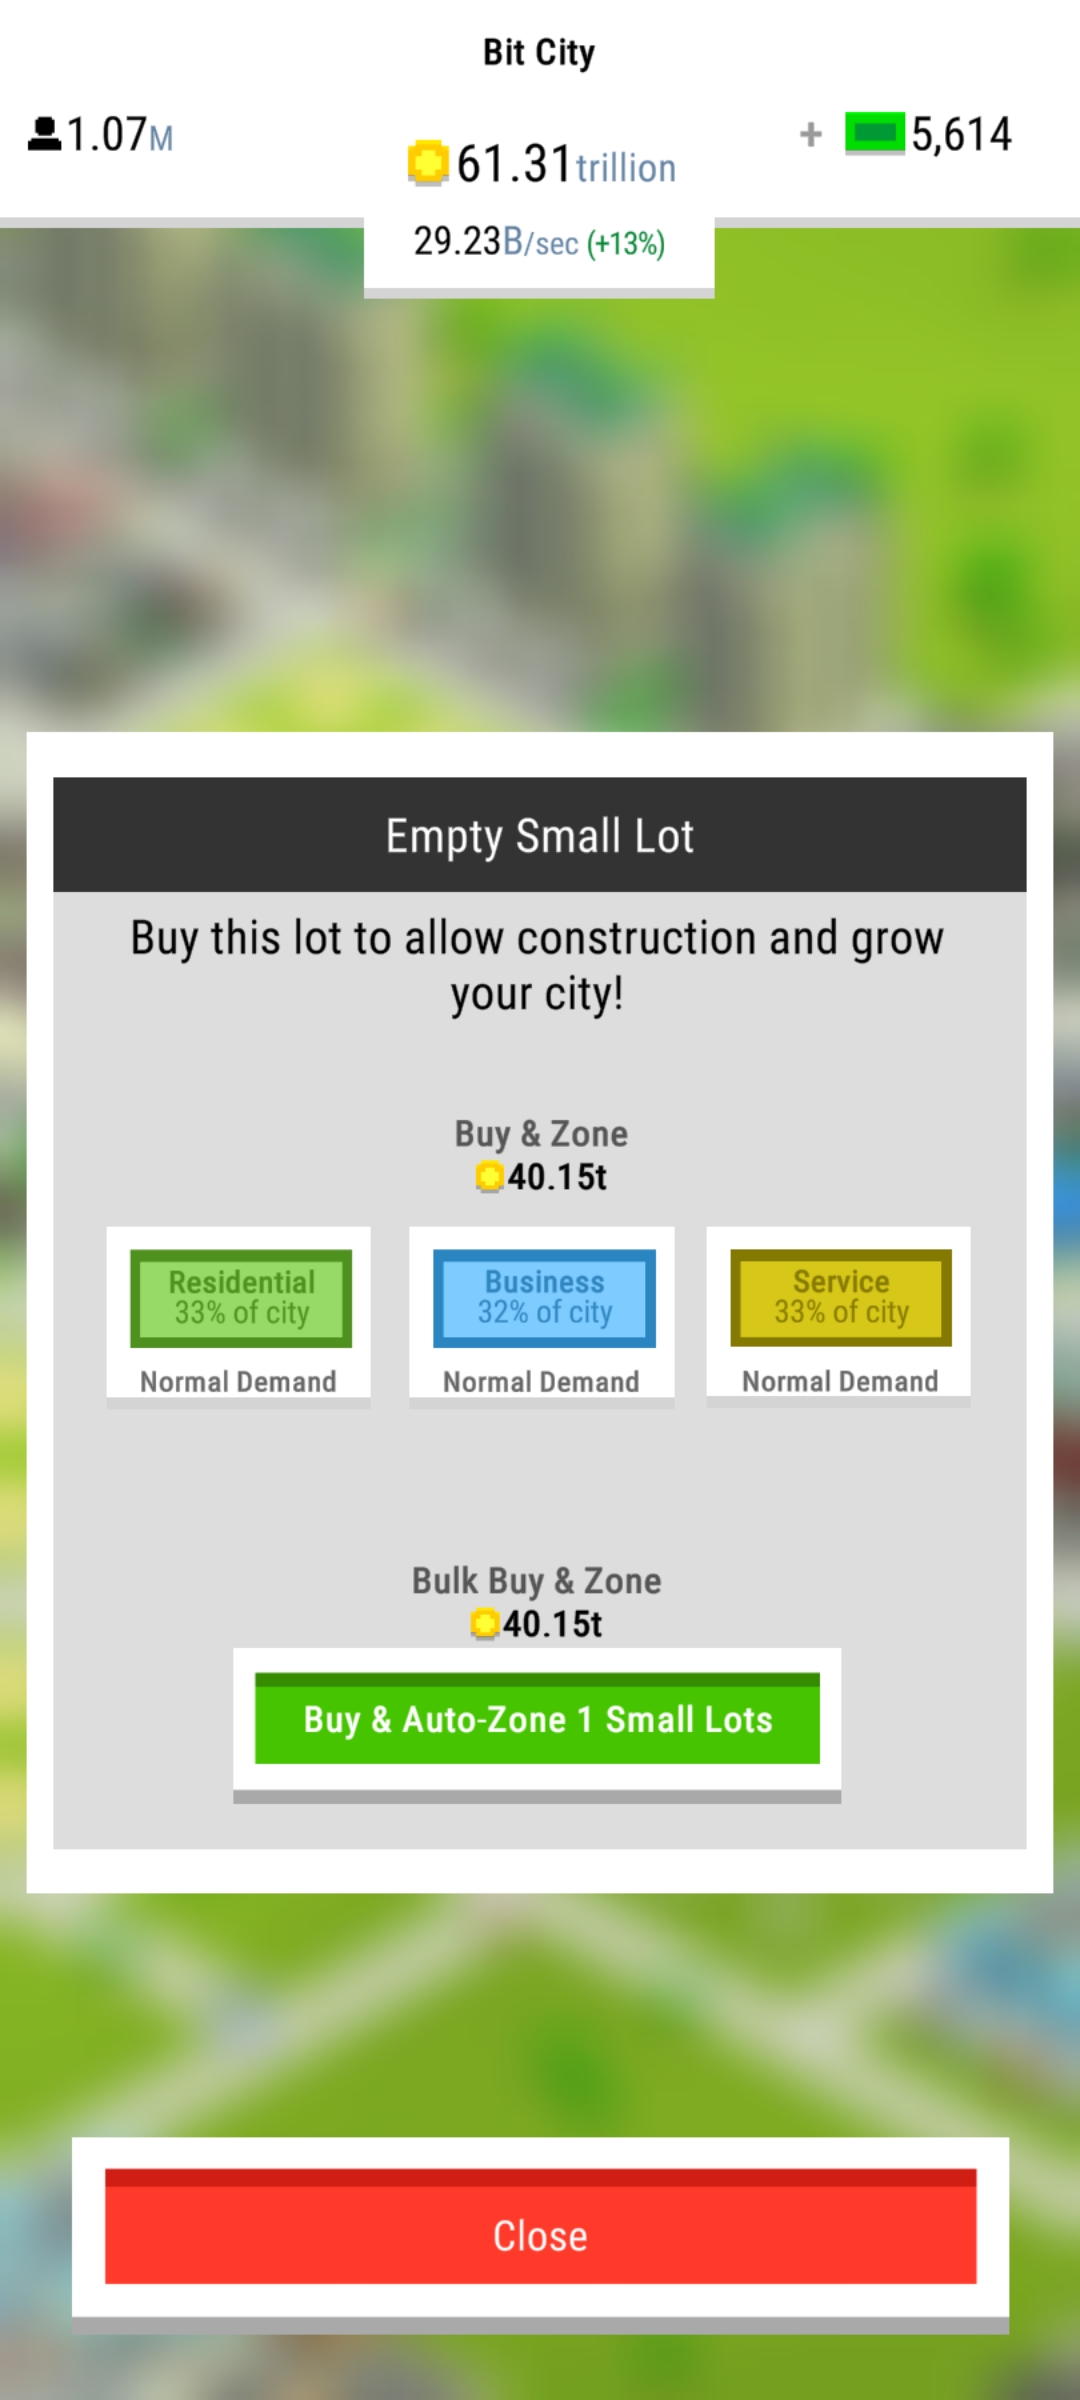 Bit City
1.07M
61.31trillion
+ 5,614
29.23B/sec (+13%)
Empty Small Lot
Buy this lot to allow construction and grow
your city!
Buy & Zone
40.15t
Residential
33% of city
Normal Demand
Business
32% of city
Normal Demand
Service
33% of city
Normal Demand
Bulk Buy & Zone
40.15t
Buy & Auto-Zone 1 Small Lots
Close